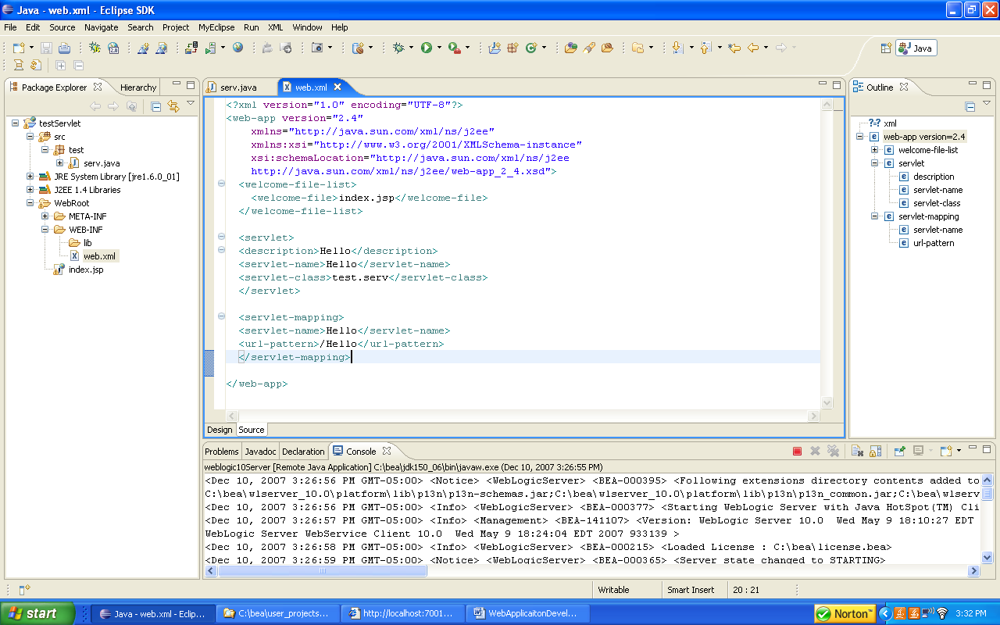 Java - web.xml - Eclipse SDK
File Edit Source Navigate Search Project MyEclipse Run XML Window Help
Java
Package Explorer Hierarchy
testServlet
src
test
serv.java
JRE System Library [jre1.6.0_01]
J2EE 1.4 Libraries
WebRoot
META-INF
WEB-INF
lib
web.xml
index.jsp
serv.java web.xml
<?xml version="1.0" encoding="UTF-8"?>
<web-app version="2.4"
xmlns="http://java.sun.com/xml/ns/j2ee"
xmlns:xsi="http://www.w3.org/2001/XMLSchema-instance"
xsi:schemaLocation="http://java.sun.com/xml/ns/j2ee
http://java.sun.com/xml/ns/j2ee/web-app_2_4.xsd">
<welcome-file-list>
<welcome-file>index.jsp</welcome-file>
</welcome-file-list>
<servlet>
<description>Hello</description>
<servlet-name>Hello</servlet-name>
<servlet-class>test.serv</servlet-class>
</servlet>
<servlet-mapping>
<servlet-name>Hello</servlet-name>
<url-pattern>/Hello</url-pattern>
</servlet-mapping>
</web-app>
Design Source
Outline
?=? xml
web-app version=2.4
welcome-file-list
servlet
description
servlet-name
servlet-class
servlet-mapping
servlet-name
url-pattern
Problems Javadoc Declaration Console
weblogic10Server [Remote Java Application] C:\bea\jdk150_06\bin\javaw.exe (Dec 10, 2007 3:26:55 PM)
<Dec 10, 2007 3:26:56 PM GMT-05:00> <Notice> <WebLogicServer> <BEA-000395> <Following extensions directory contents added to
C:\bea\wlserver_10.0\platform\lib\p13n\p13n-schemas.jar;C:\bea\wlserver_10.0\platform\lib\p13n\p13n_common.jar;C:\bea\wlserv
<Dec 10, 2007 3:26:56 PM GMT-05:00> <Info> <WebLogicServer> <BEA-000377> <Starting WebLogic Server with Java HotSpot(TM) Cli
<Dec 10, 2007 3:26:57 PM GMT-05:00> <Info> <Management> <BEA-141107> <Version: WebLogic Server 10.0  Wed May 9 18:10:27 EDT
WebLogic Server WebService Client 10.0  Wed May 9 18:24:04 EDT 2007 933139 >
<Dec 10, 2007 3:26:58 PM GMT-05:00> <Info> <WebLogicServer> <BEA-000215> <Loaded License : C:\bea\license.bea>
<Dec 10, 2007 3:26:59 PM GMT-05:00> <Notice> <WebLogicServer> <BEA-000365> <Server state changed to STARTING>
Writable Smart Insert 20 : 21
start Java - web.xml - Eclip... C:\bea\user_projects... http://localhost:7001... WebApplicaitonDevel... Norton™ 3:32 PM